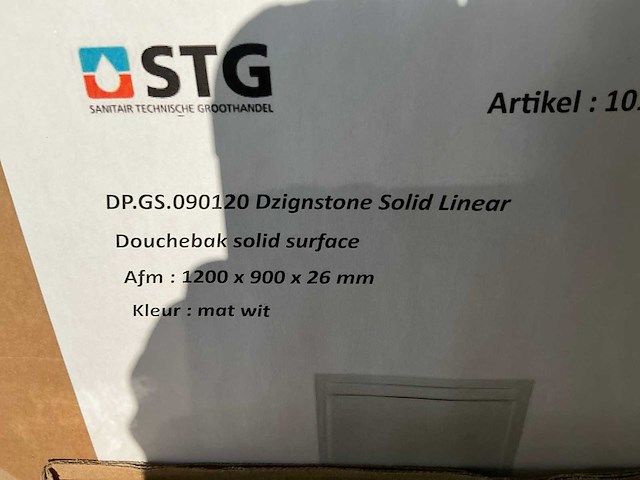 STG
SANITAIR TECHNISCHE GROOTHANDEL
Artikel : 10
DP.GS.090120 Dzignstone Solid Linear
Douchebak solid surface
Afm : 1200 x 900 x 26 mm
Kleur : mat wit